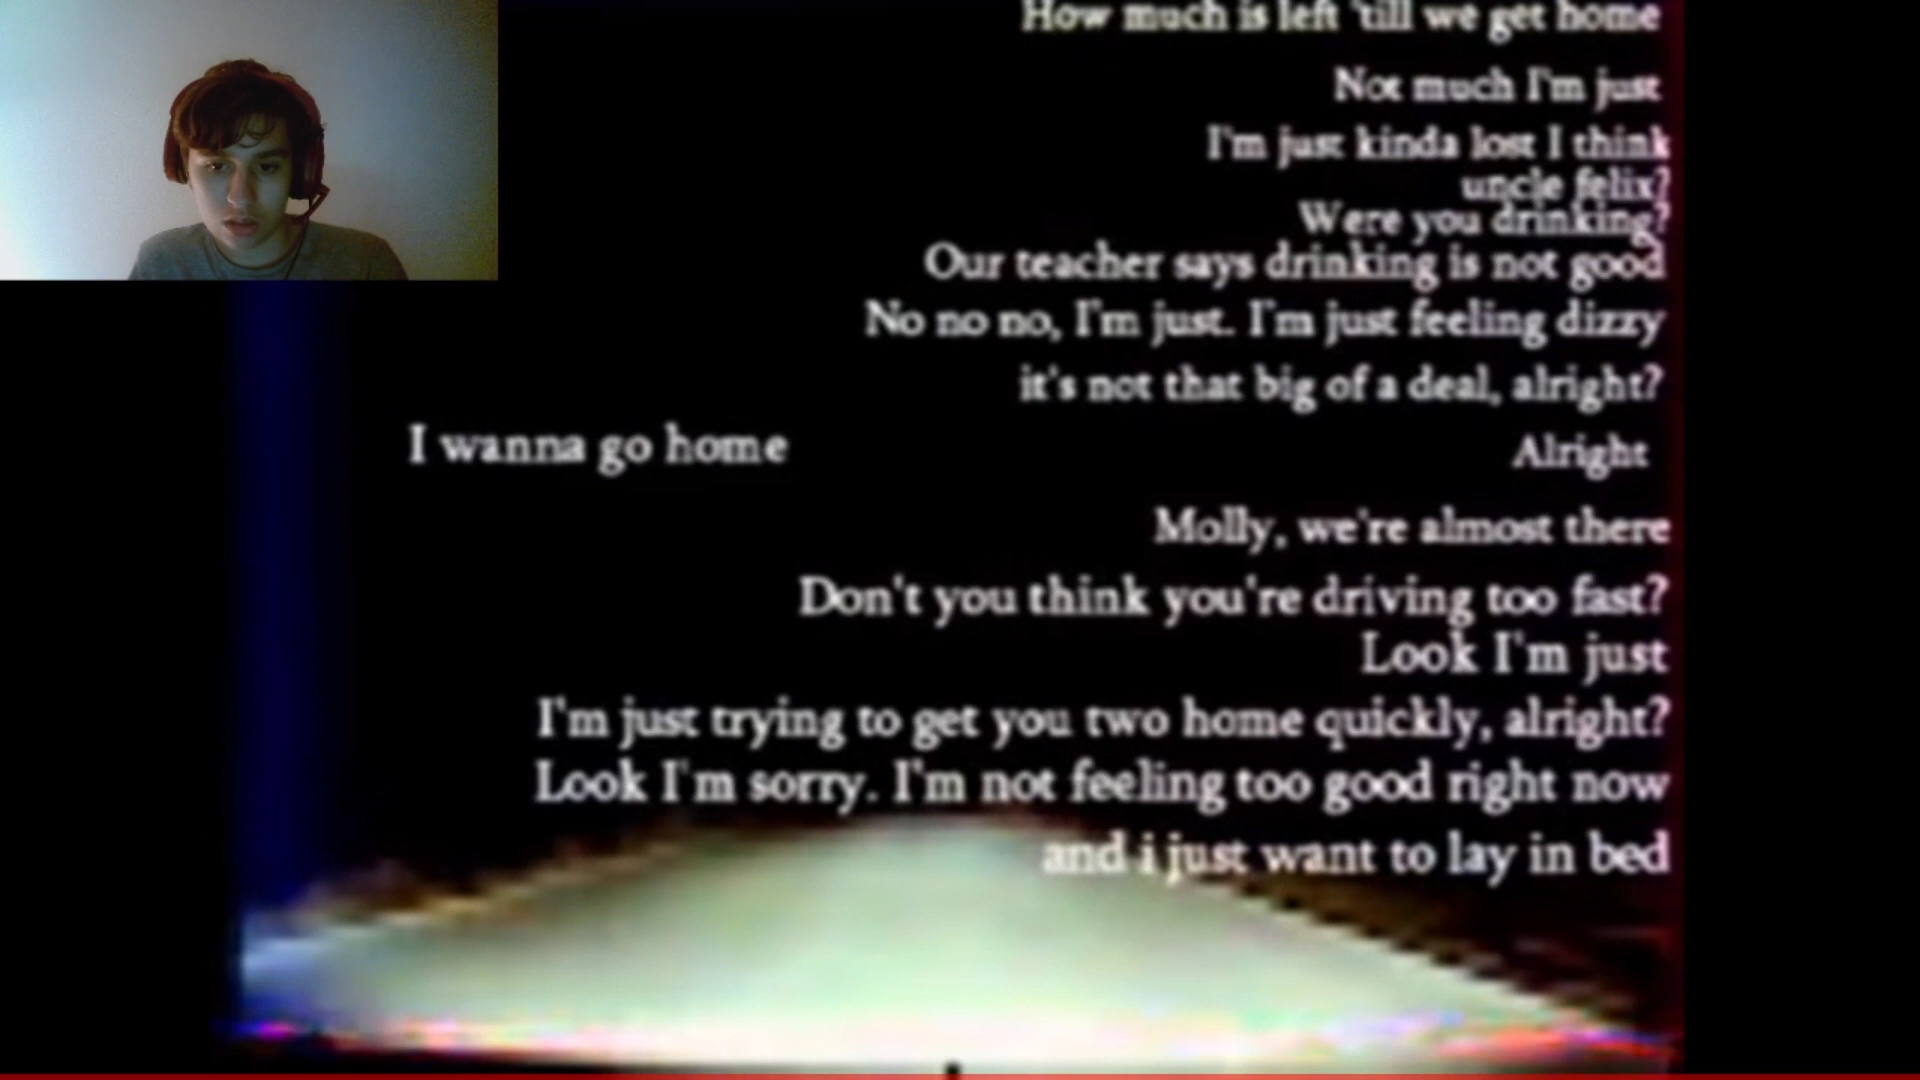 How much is left 'till we get home
Not much I'm just
I'm just kinda lost I think
uncle felix?
Were you drinking?
Our teacher says drinking is not good
No no no, I'm just. I'm just feeling dizzy
it's not that big of a deal, alright?
I wanna go home
Alright
Molly, we're almost there
Don't you think you're driving too fast?
Look I'm just
I'm just trying to get you two home quickly, alright?
Look I'm sorry. I'm not feeling too good right now
and i just want to lay in bed